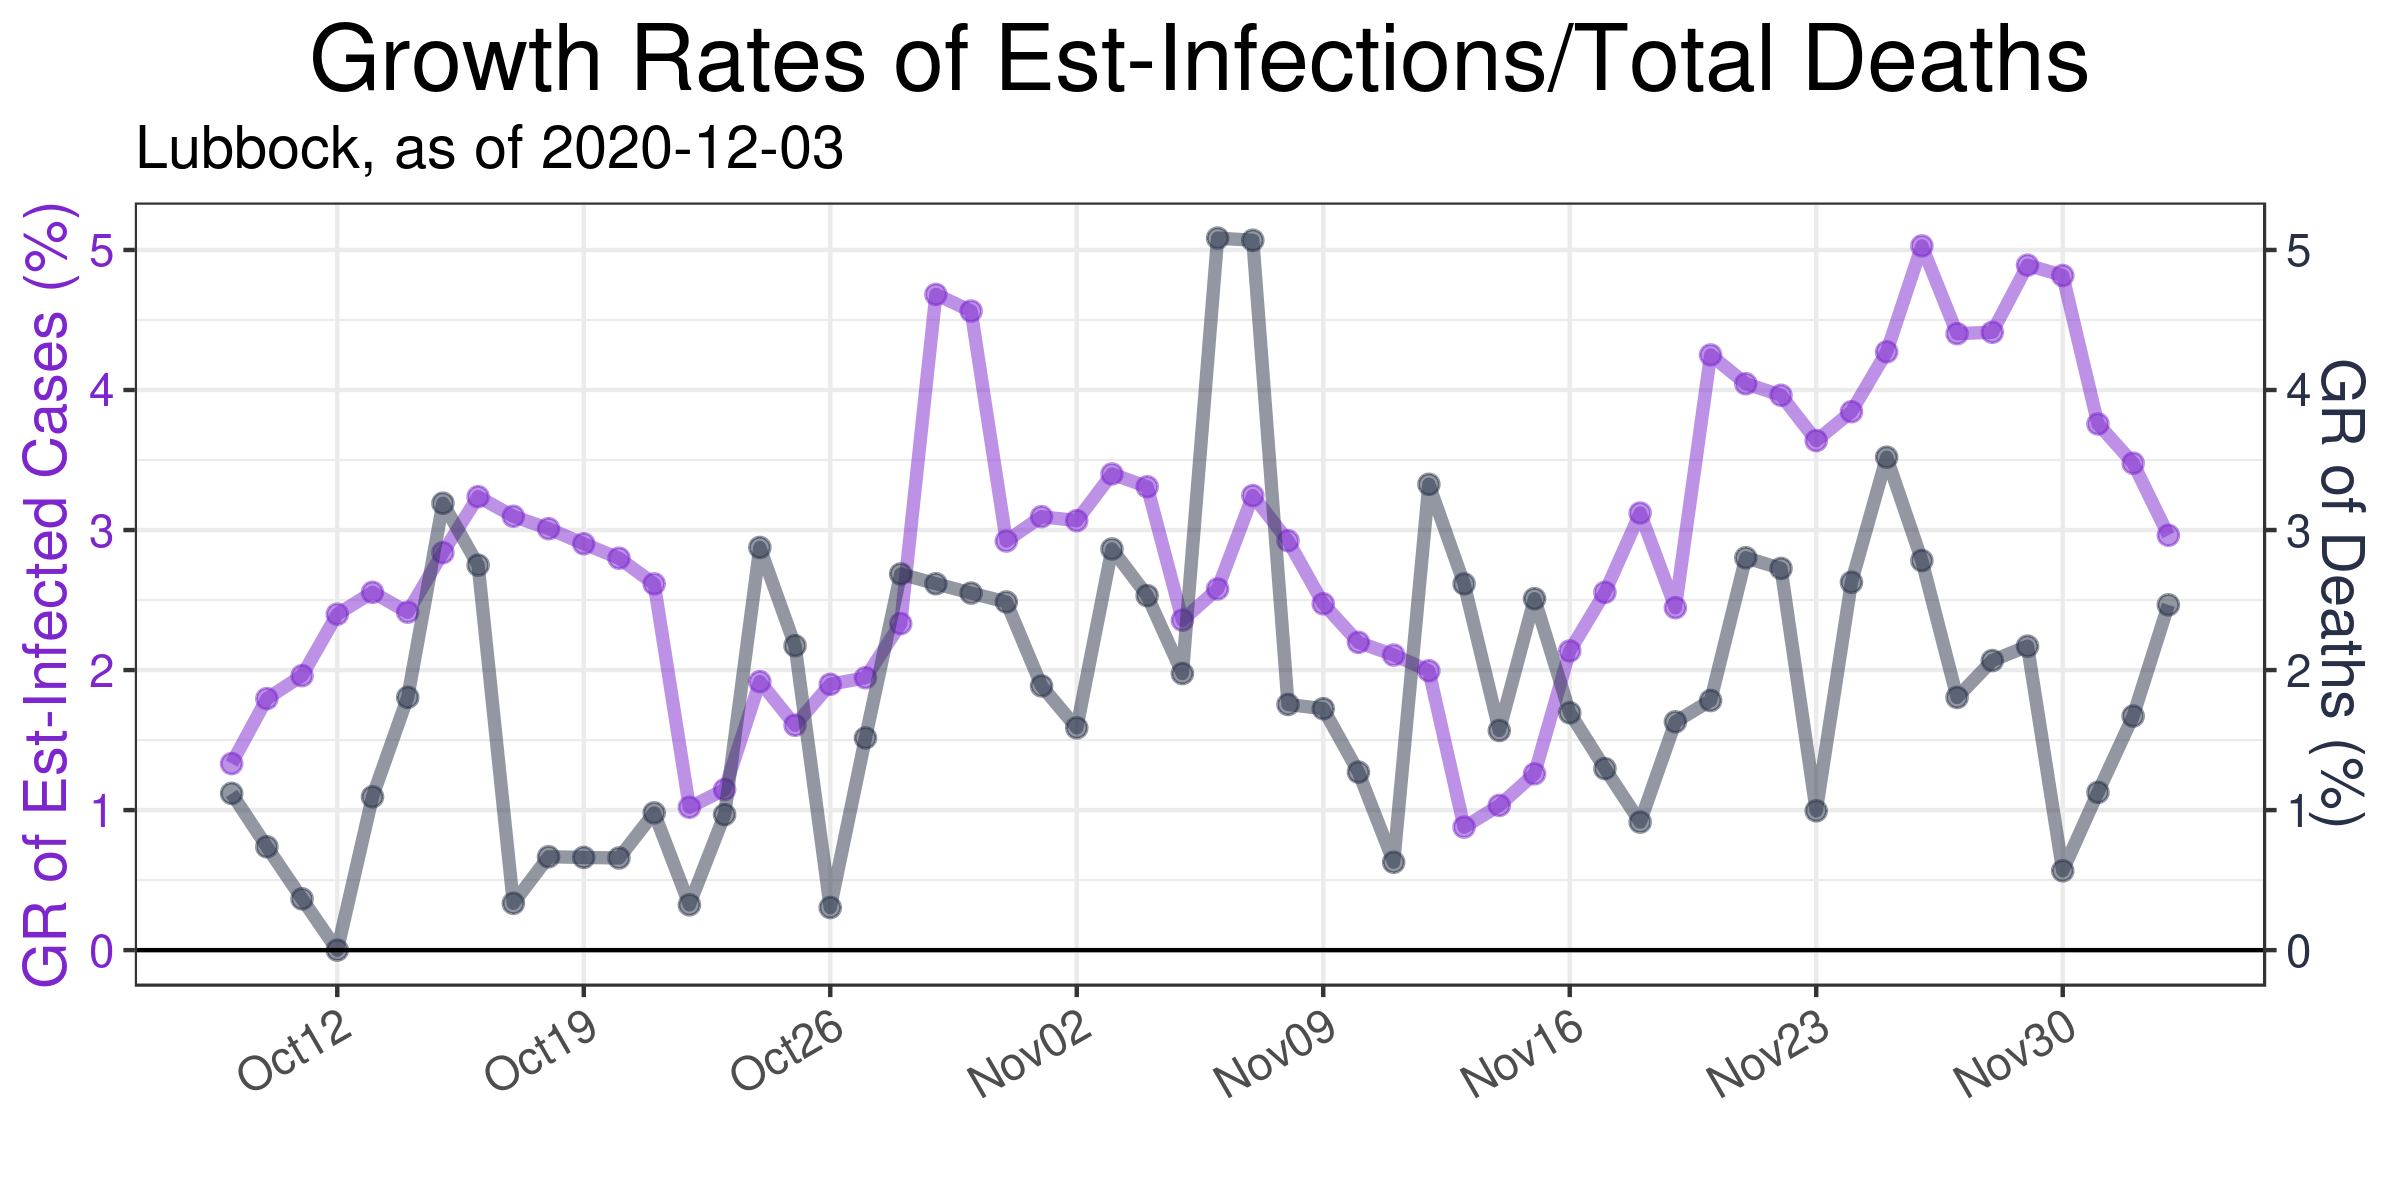 Growth Rates of Est-Infections/Total Deaths
Lubbock, as of 2020-12-03
GR of Est-Infected Cases (%)
5
4
3
2
1
0
5
4
3
2
1
0
GR of Deaths (%)
Oct12
Oct19
Oct26
Nov02
Nov09
Nov16
Nov23
Nov30